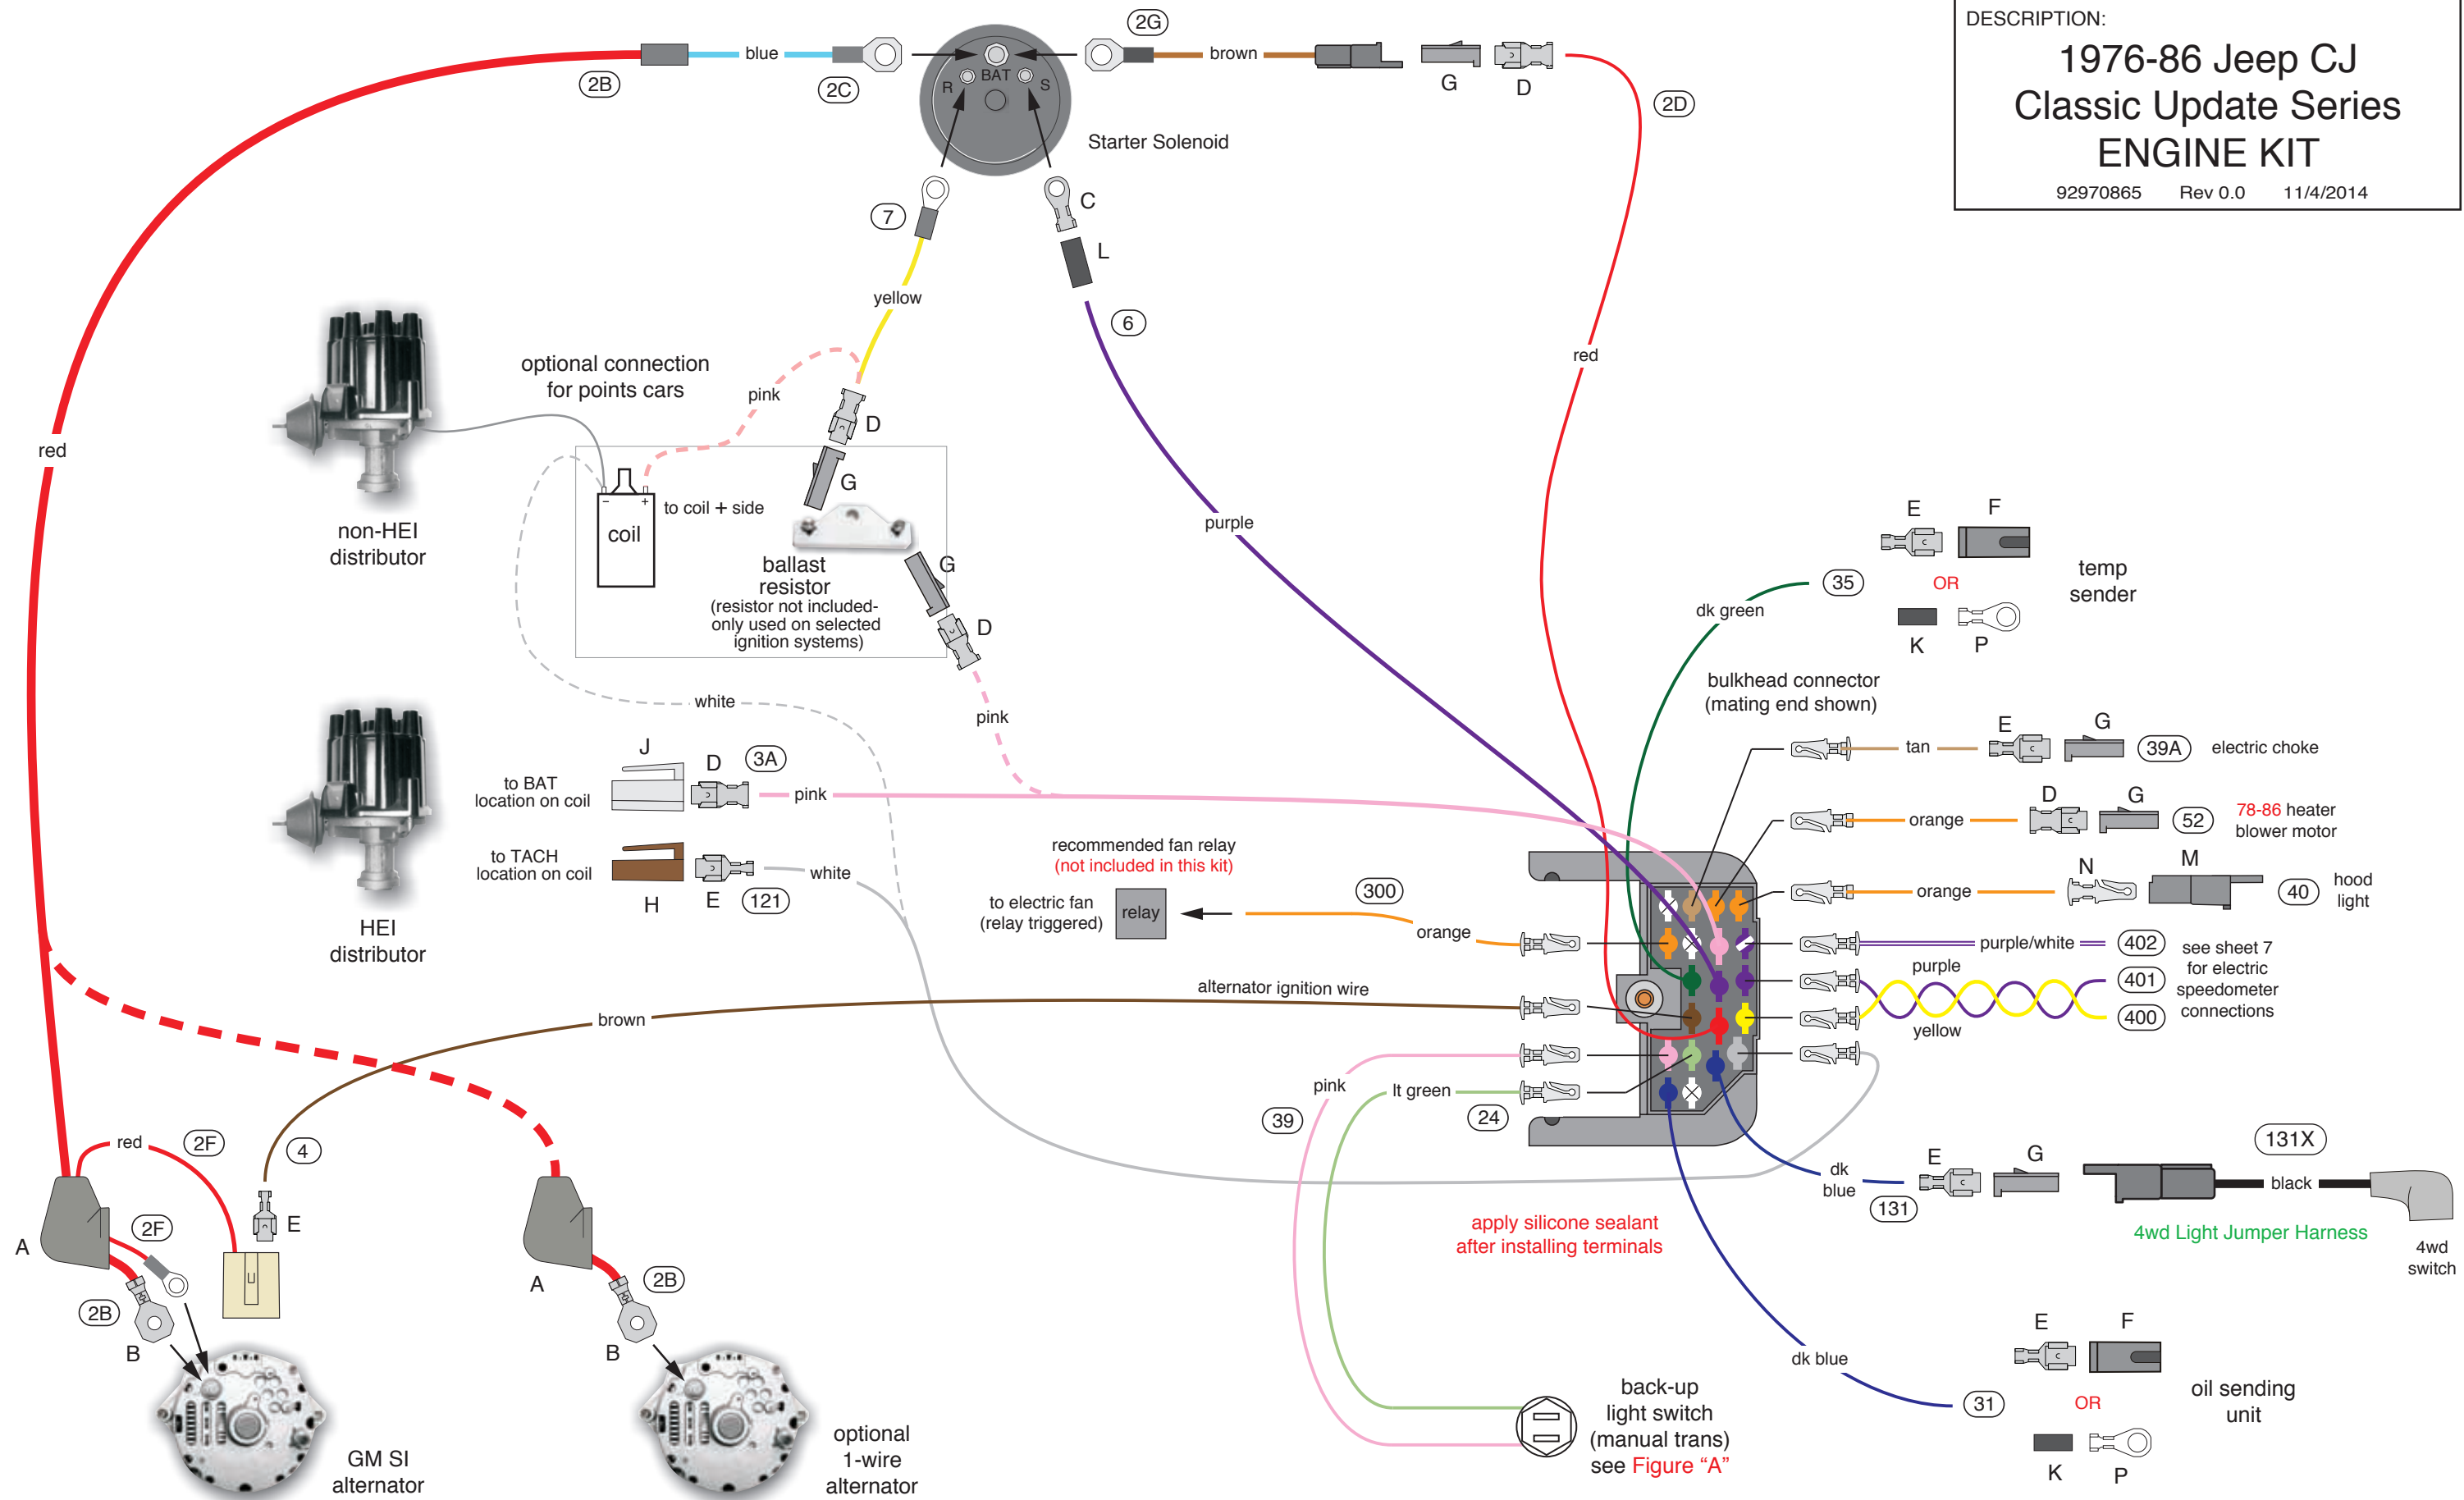 DESCRIPTION:
1976-86 Jeep CJ
Classic Update Series
ENGINE KIT
92970865 Rev 0.0 11/4/2014
2B
blue
2C
BAT
R
S
Starter Solenoid
2G
brown
G
D
2D
7
C
L
yellow
6
red
optional connection
for points cars
pink
D
G
red
non-HEI
distributor
− +
coil
to coil + side
ballast
resistor
(resistor not included-
only used on selected
ignition systems)
G
D
purple
E
F
35
OR
temp
sender
dk green
K
P
white
pink
bulkhead connector
(mating end shown)
tan
E
G
39A
electric choke
J
D
3A
to BAT
location on coil
pink
orange
D
G
52
78-86 heater
blower motor
to TACH
location on coil
H
E
121
white
HEI
distributor
recommended fan relay
(not included in this kit)
to electric fan
(relay triggered)
relay
300
orange
orange
N
M
40
hood
light
purple/white
402
purple
401
yellow
400
see sheet 7
for electric
speedometer
connections
alternator ignition wire
brown
pink
39
lt green
24
red
2F
4
E
2F
A
2B
B
GM SI
alternator
A
2B
B
optional
1-wire
alternator
apply silicone sealant
after installing terminals
dk
blue
131
E
G
131X
black
4wd Light Jumper Harness
4wd
switch
dk blue
31
E
F
OR
K
P
oil sending
unit
back-up
light switch
(manual trans)
see Figure “A”